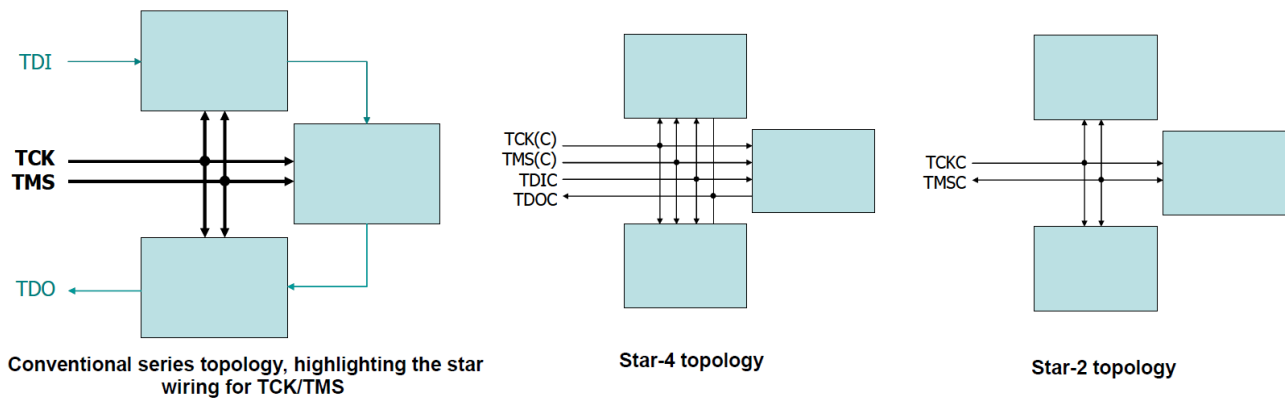 TDI
TCK
TMS
TDO
Conventional series topology, highlighting the star
wiring for TCK/TMS
TCK(C)
TMS(C)
TDIC
TDOC
Star-4 topology
TCKC
TMSC
Star-2 topology